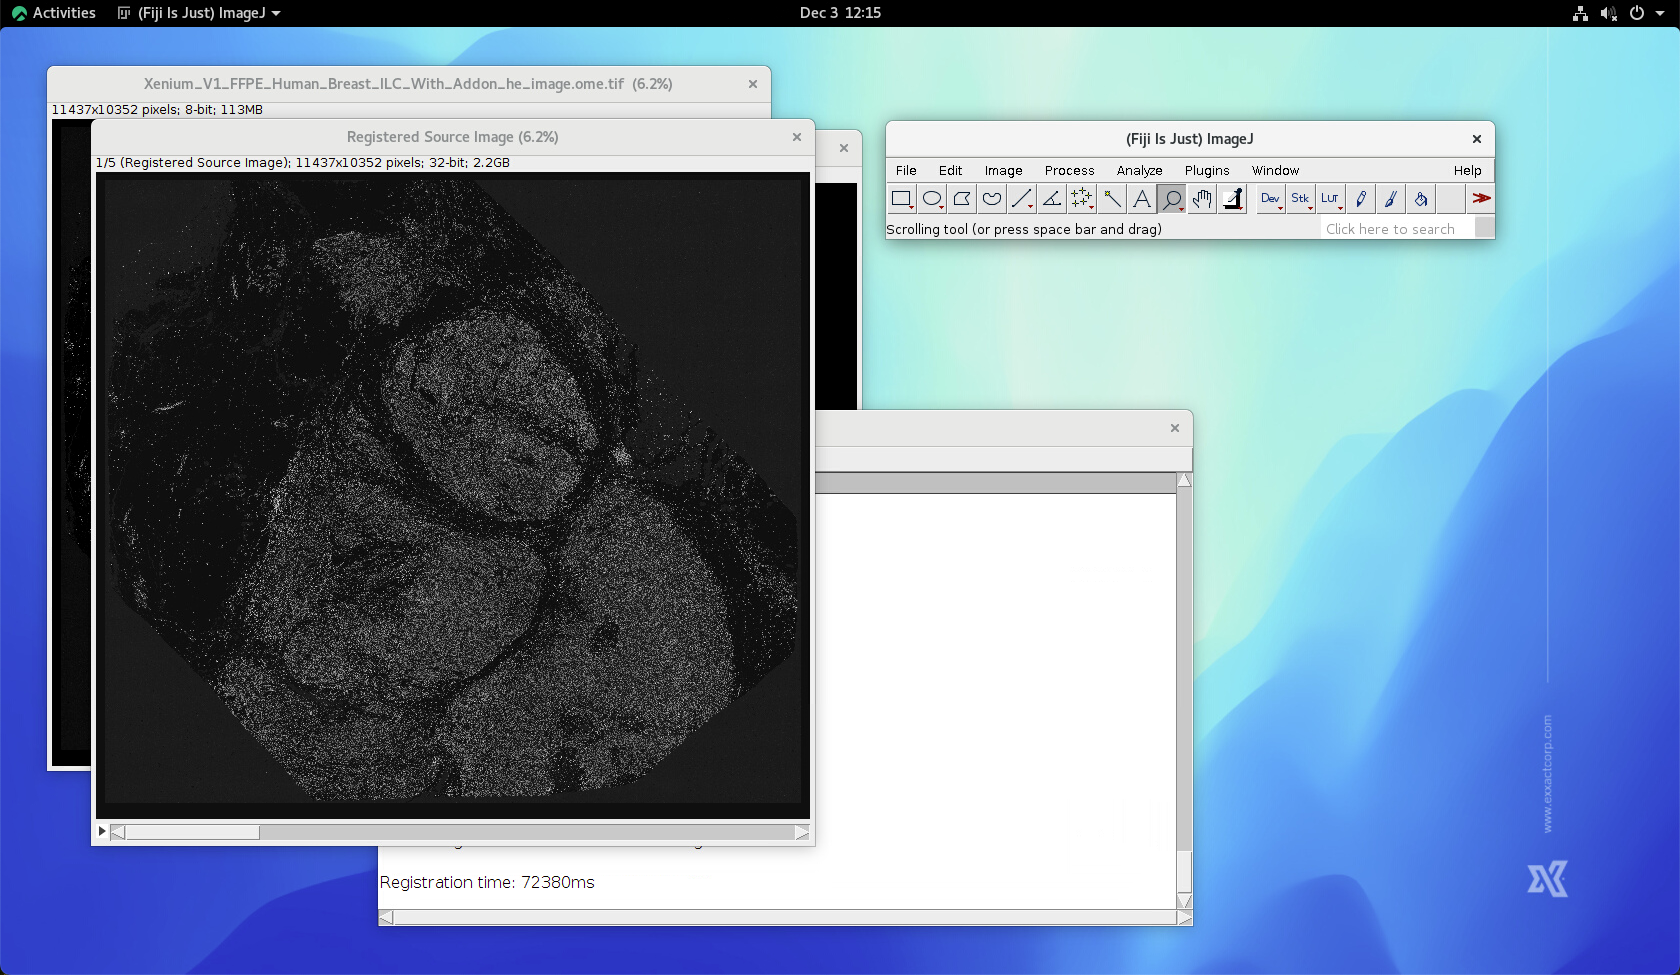 Activities
(Fiji Is Just) ImageJ
Dec 3 12:15
Xenium_V1_FFPE_Human_Breast_ILC_With_Addon_he_image.ome.tif (6.2%)
11437x10352 pixels; 8-bit; 113MB
Registered Source Image (6.2%)
1/5 (Registered Source Image); 11437x10352 pixels; 32-bit; 2.2GB
(Fiji Is Just) ImageJ
File Edit Image Process Analyze Plugins Window Help
A Dev Stk LUT
Scrolling tool (or press space bar and drag)
Click here to search
Registration time: 72380ms
www.exxactcorp.com